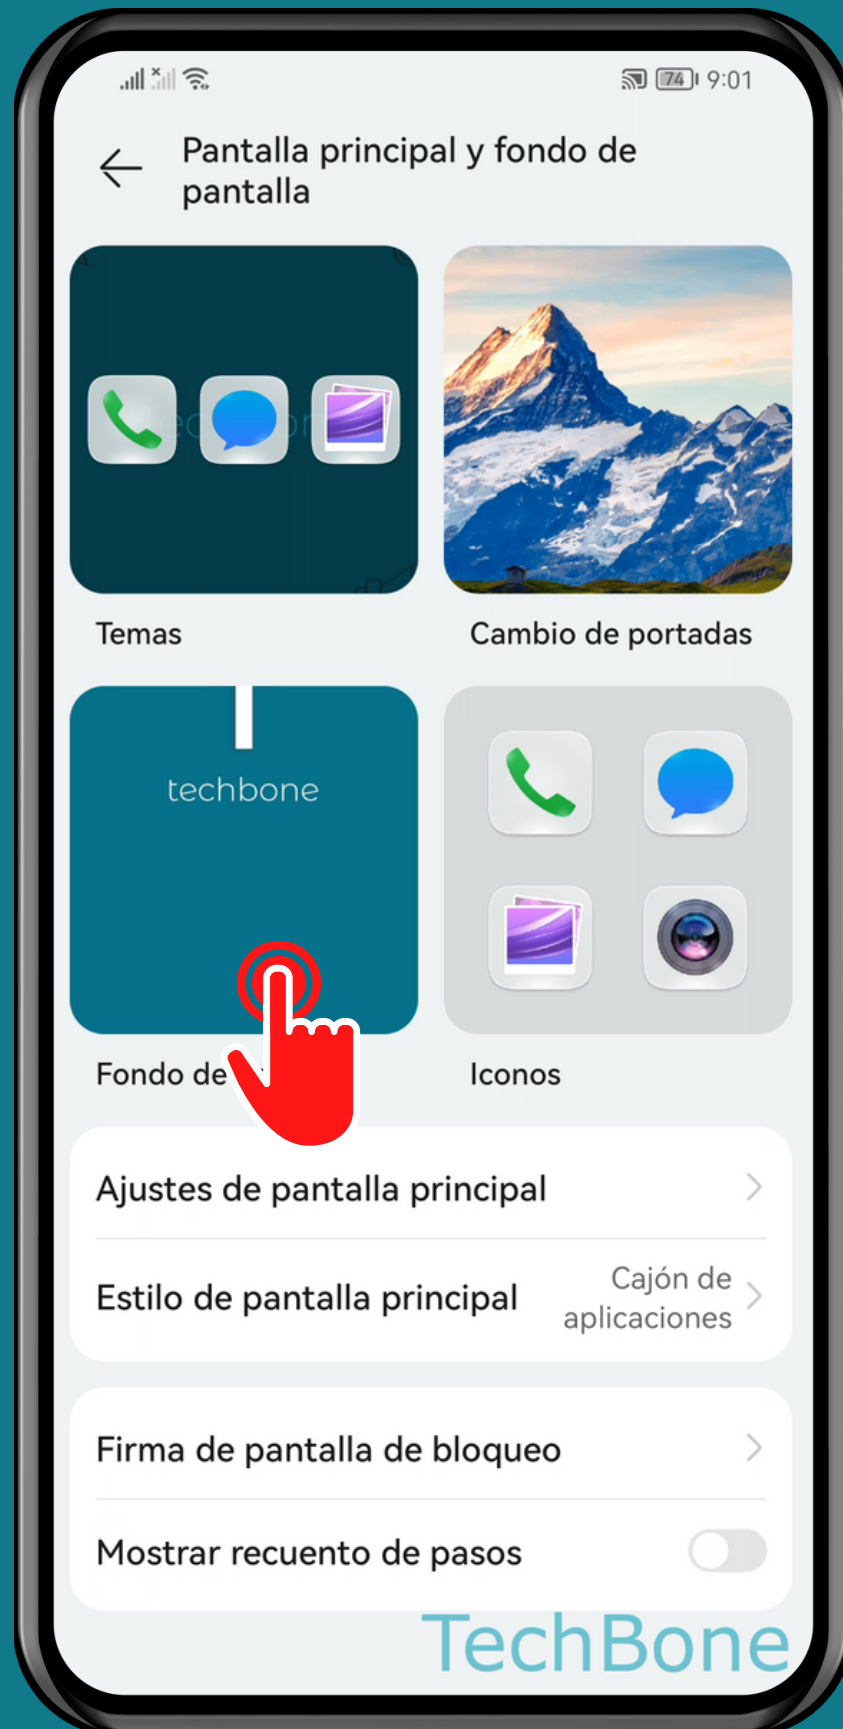 74 9:01
Pantalla principal y fondo de
pantalla
Temas
Cambio de portadas
techbone
Fondo de
Iconos
Ajustes de pantalla principal
Estilo de pantalla principal
Cajón de
aplicaciones
Firma de pantalla de bloqueo
Mostrar recuento de pasos
TechBone